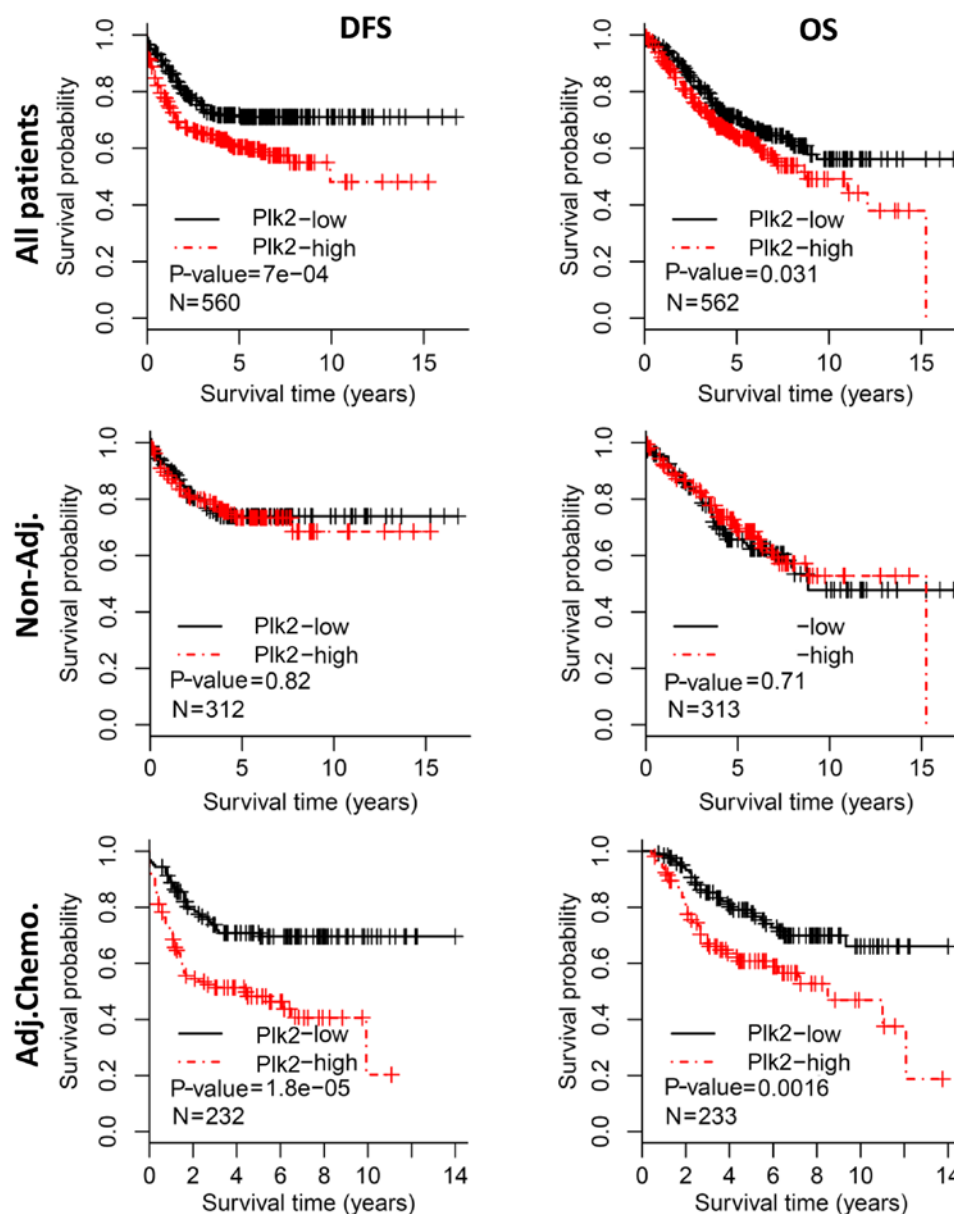 DFS
OS
All patients
Survival probability
1.0
0.8
0.6
0.4
0.2
0.0
Plk2-low
Plk2-high
P-value=7e-04
N=560
0 5 10 15
Survival time (years)
Survival probability
1.0
0.8
0.6
0.4
0.2
0.0
Plk2-low
Plk2-high
P-value=0.031
N=562
0 5 10 15
Survival time (years)
Non-Adj.
Survival probability
1.0
0.8
0.6
0.4
0.2
0.0
Plk2-low
Plk2-high
P-value=0.82
N=312
0 5 10 15
Survival time (years)
Survival probability
1.0
0.8
0.6
0.4
0.2
0.0
-low
-high
P-value=0.71
N=313
0 5 10 15
Survival time (years)
Adj.Chemo.
Survival probability
1.0
0.8
0.6
0.4
0.2
0.0
Plk2-low
Plk2-high
P-value=1.8e-05
N=232
0 2 4 6 8 10 14
Survival time (years)
Survival probability
1.0
0.8
0.6
0.4
0.2
0.0
Plk2-low
Plk2-high
P-value=0.0016
N=233
0 2 4 6 8 10 14
Survival time (years)